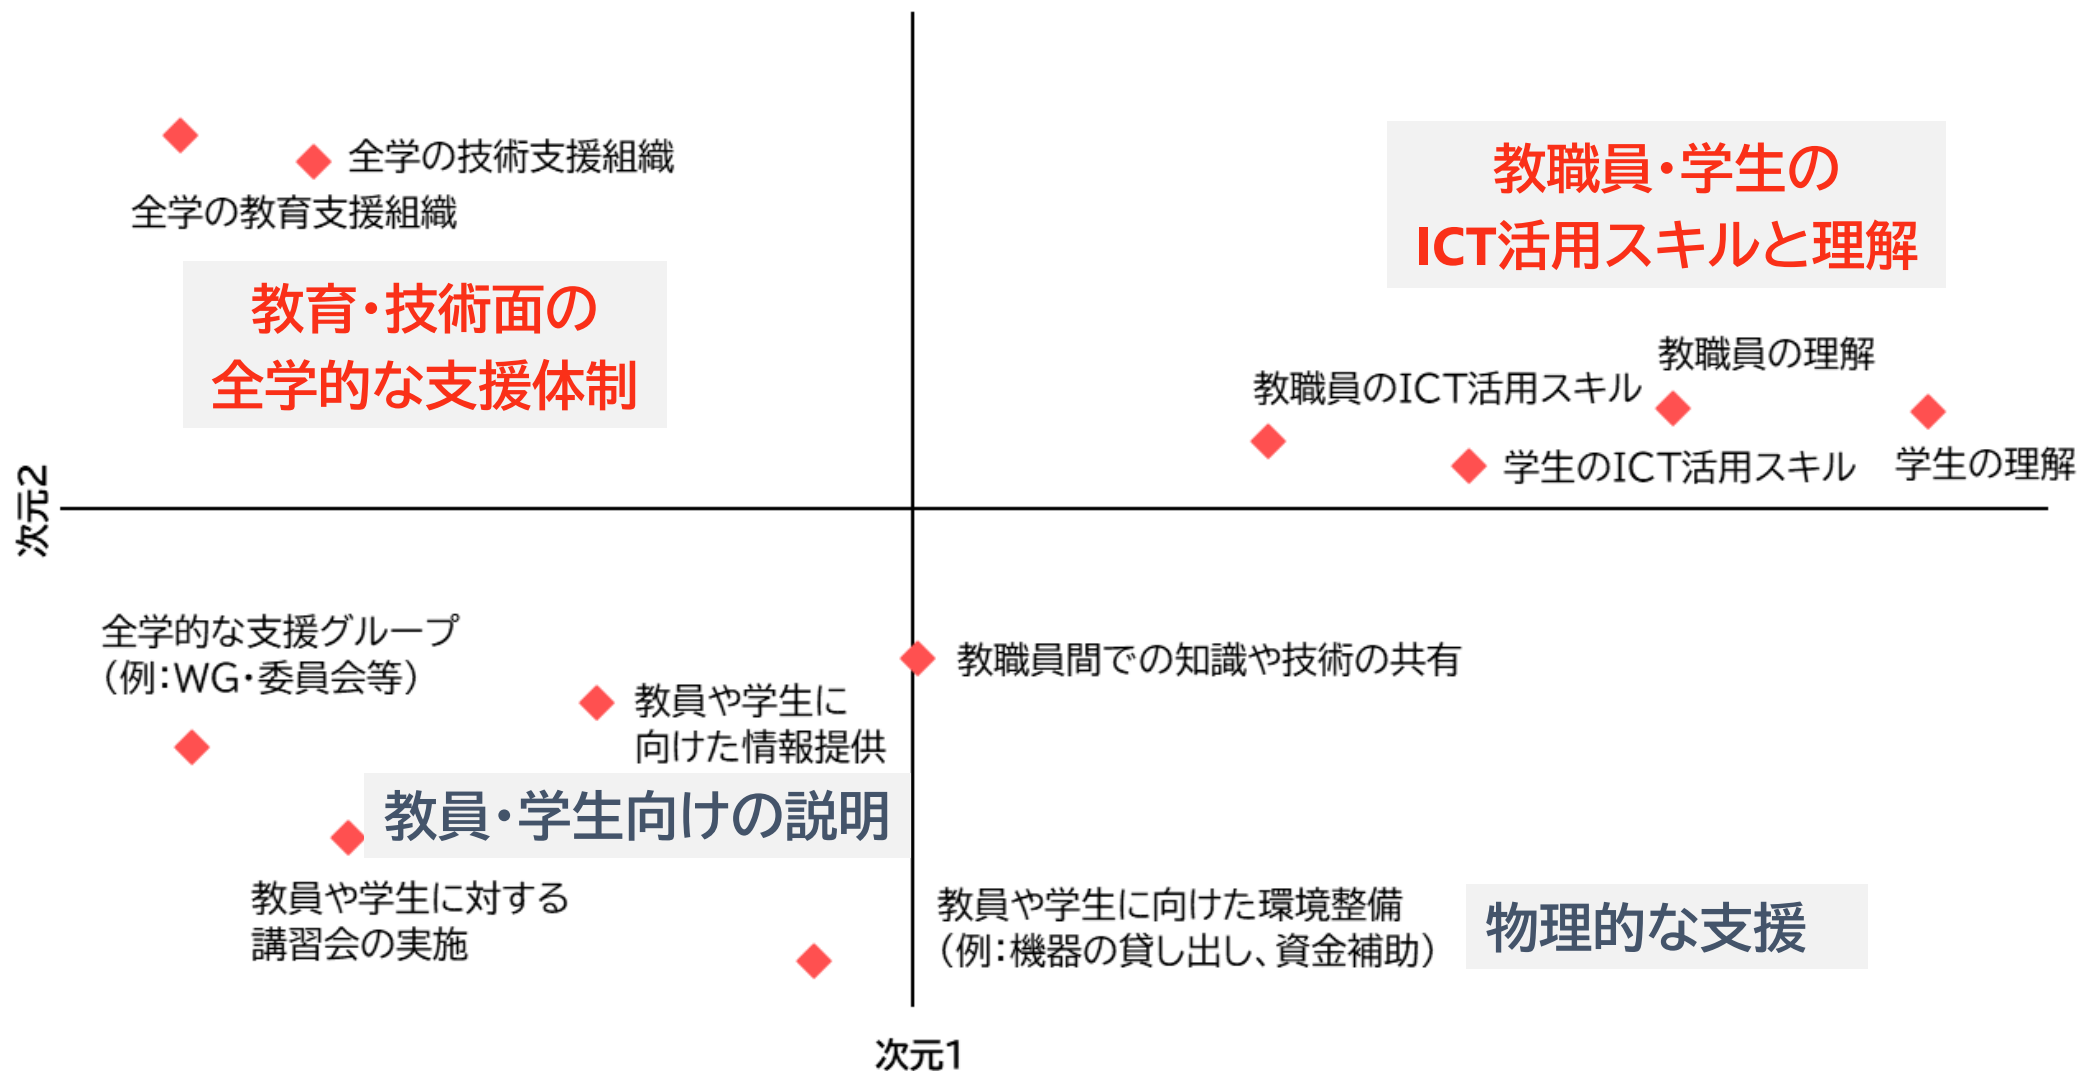 全学の技術支援組織
全学の教育支援組織
教育・技術面の
全学的な支援体制
教職員・学生の
ICT活用スキルと理解
教職員の理解
教職員のICT活用スキル
学生のICT活用スキル
学生の理解
次元2
全学的な支援グループ
（例：WG・委員会等）
教職員間での知識や技術の共有
教員や学生に
向けた情報提供
教員・学生向けの説明
教員や学生に対する
講習会の実施
教員や学生に向けた環境整備
（例：機器の貸し出し、資金補助）
物理的な支援
次元1